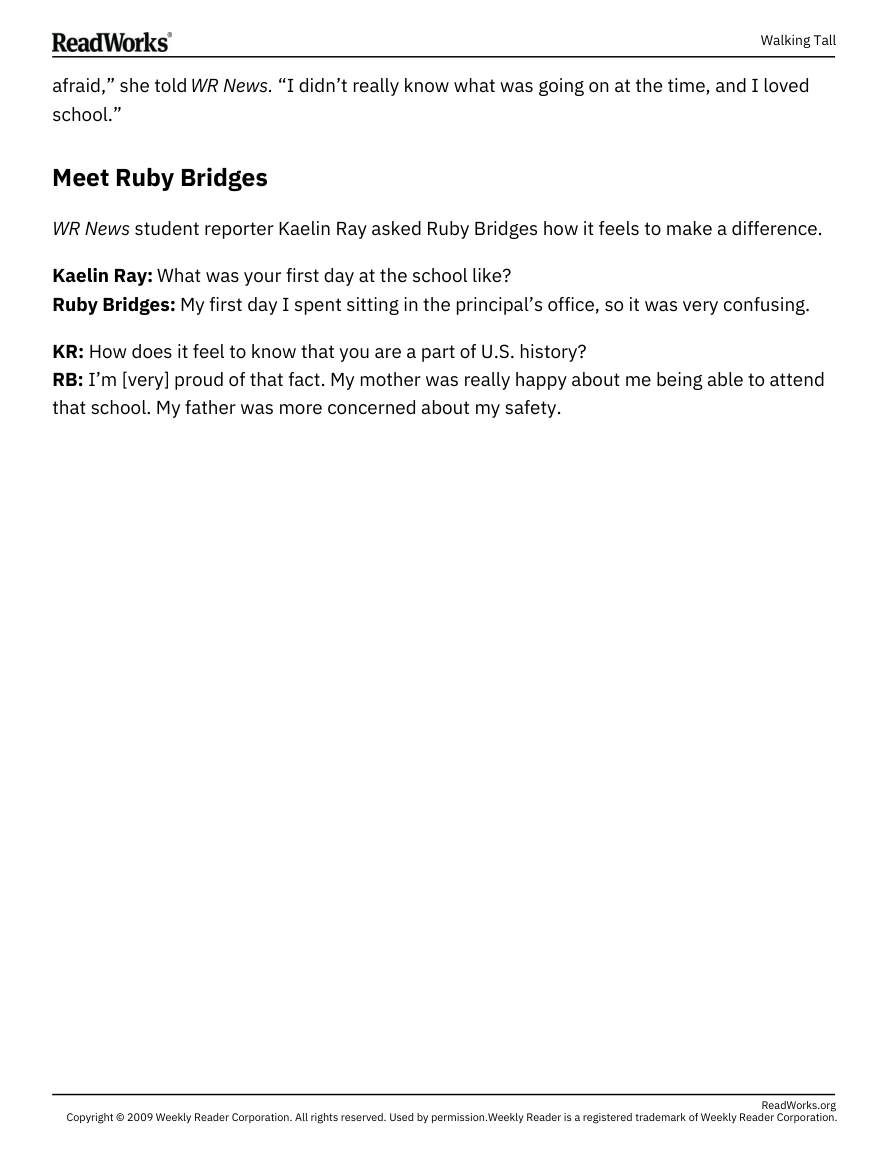 ReadWorks®
Walking Tall
afraid,” she told WR News. “I didn’t really know what was going on at the time, and I loved
school.”
Meet Ruby Bridges
WR News student reporter Kaelin Ray asked Ruby Bridges how it feels to make a difference.
Kaelin Ray: What was your first day at the school like?
Ruby Bridges: My first day I spent sitting in the principal’s office, so it was very confusing.
KR: How does it feel to know that you are a part of U.S. history?
RB: I’m [very] proud of that fact. My mother was really happy about me being able to attend
that school. My father was more concerned about my safety.
ReadWorks.org
Copyright © 2009 Weekly Reader Corporation. All rights reserved. Used by permission.Weekly Reader is a registered trademark of Weekly Reader Corporation.